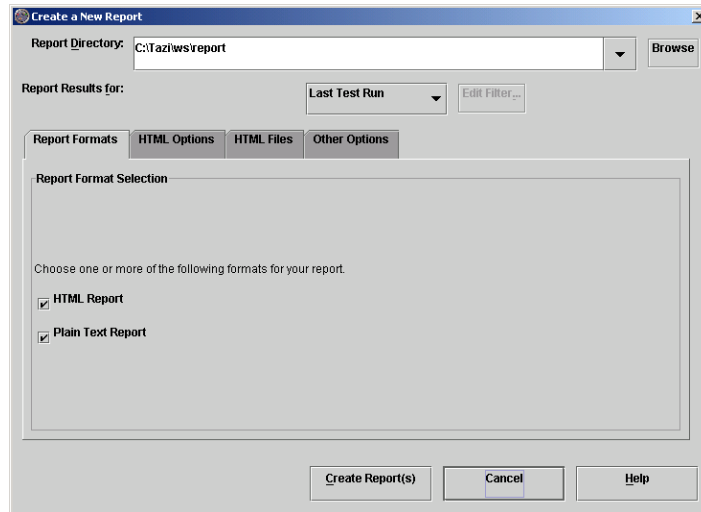 Create a New Report
Report Directory: C:\Tazi\ws\report Browse
Report Results for: Last Test Run Edit Filter...
Report Formats HTML Options HTML Files Other Options
Report Format Selection
Choose one or more of the following formats for your report.
HTML Report
Plain Text Report
Create Report(s) Cancel Help